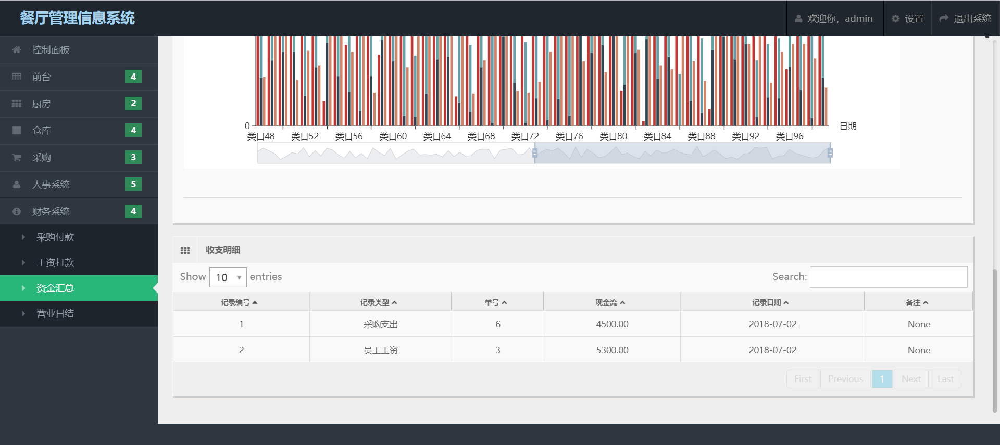 餐厅管理信息系统
欢迎你，admin
设置
退出系统
控制面板
前台 4
厨房 2
仓库 4
采购 3
人事系统 5
财务系统 4
采购付款
工资打款
资金汇总
营业日结
0
日期
类目48 类目52 类目56 类目60 类目64 类目68 类目72 类目76 类目80 类目84 类目88 类目92 类目96
收支明细
Show 10 entries
Search:
记录编号 记录类型 单号 现金流 记录日期 备注
1 采购支出 6 4500.00 2018-07-02 None
2 员工工资 3 5300.00 2018-07-02 None
First Previous 1 Next Last